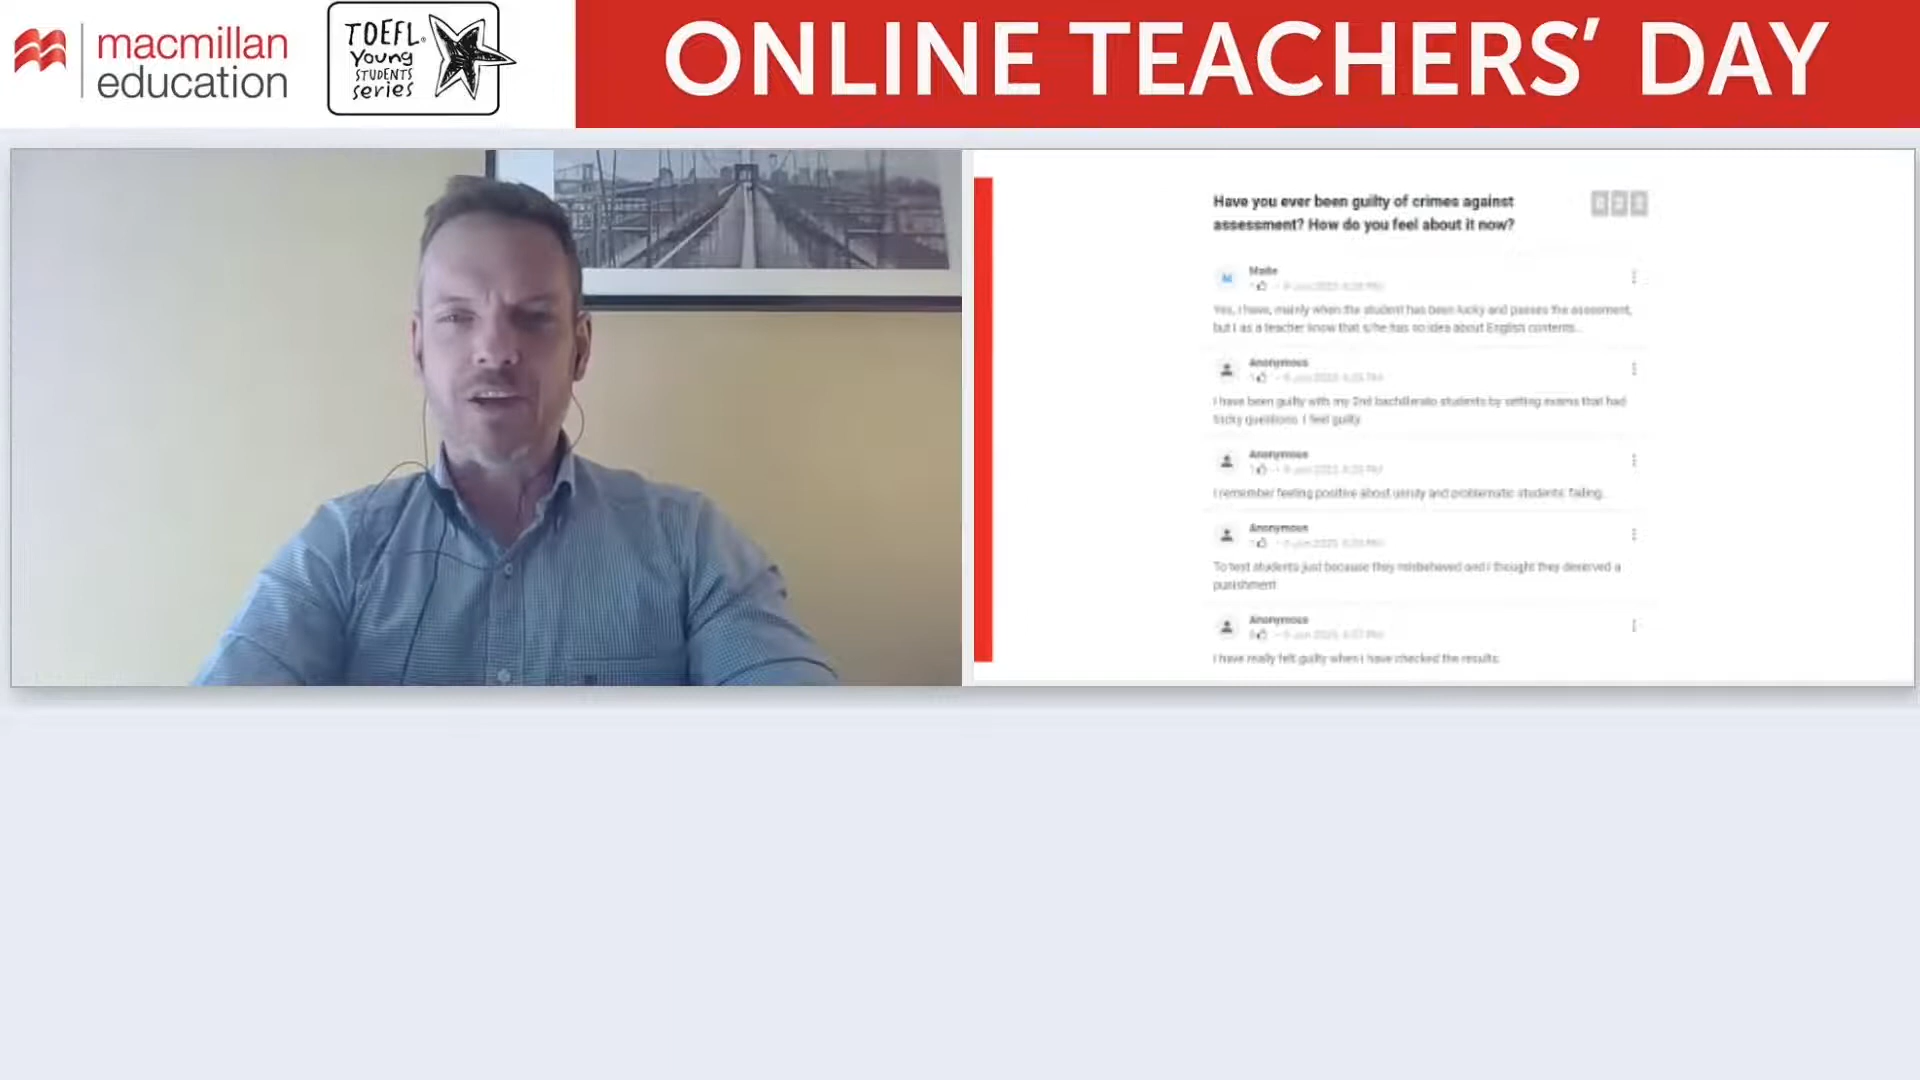 macmillan
education
TOEFL®
Young
STUDENTS
series
ONLINE TEACHERS' DAY
Have you ever been guilty of crimes against
assessment? How do you feel about it now?
M
Maite
Yes, I have, mainly when the student has been lucky and passes the assessment,
but I as a teacher know that s/he has no idea about English contents...
Anonymous
I have been guilty with my 2nd bachillerato students by setting exams that had
tricky questions. I feel guilty
Anonymous
I remember feeling positive about unruly and problematic students' failing...
Anonymous
To test students just because they misbehaved and I thought they deserved a
punishment
Anonymous
I have really felt guilty when I have checked the results.